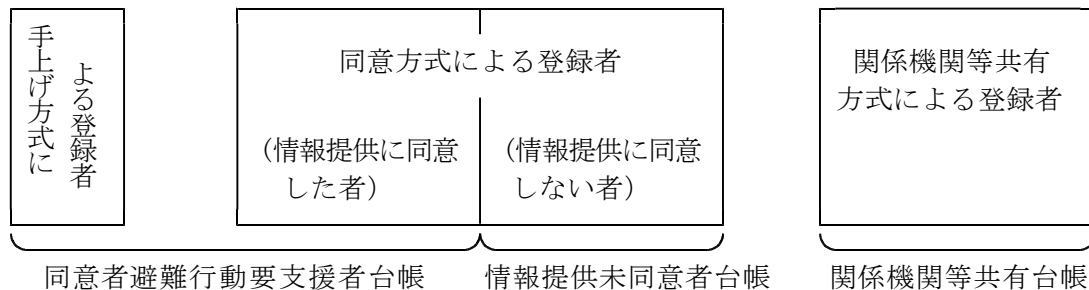 手上げ方式に
よる登録者
同意方式による登録者
(情報提供に同意
した者)
(情報提供に同意
しない者)
関係機関等共有
方式による登録者
同意者避難行動要支援者台帳
情報提供未同意者台帳
関係機関等共有台帳